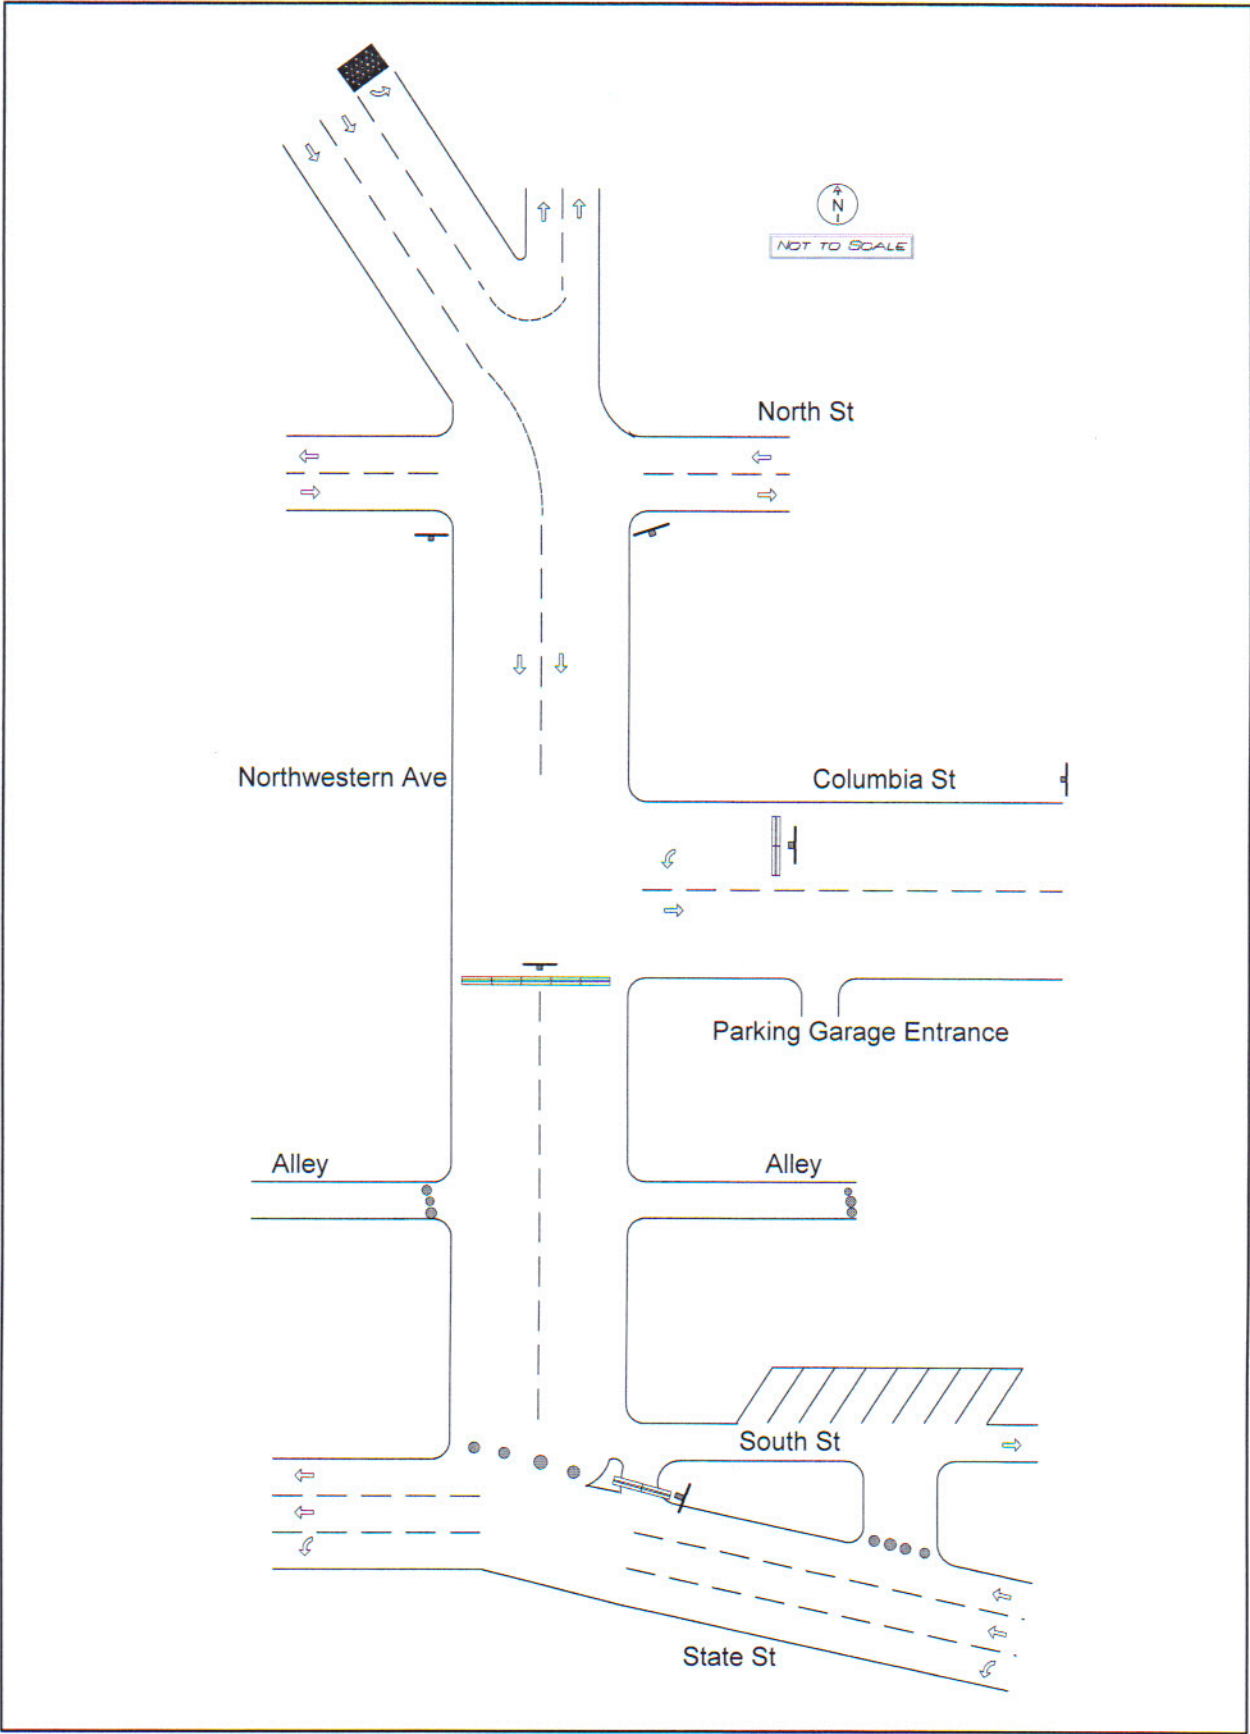 N
NOT TO SCALE
North St
Northwestern Ave
Columbia St
Parking Garage Entrance
Alley
Alley
South St
State St